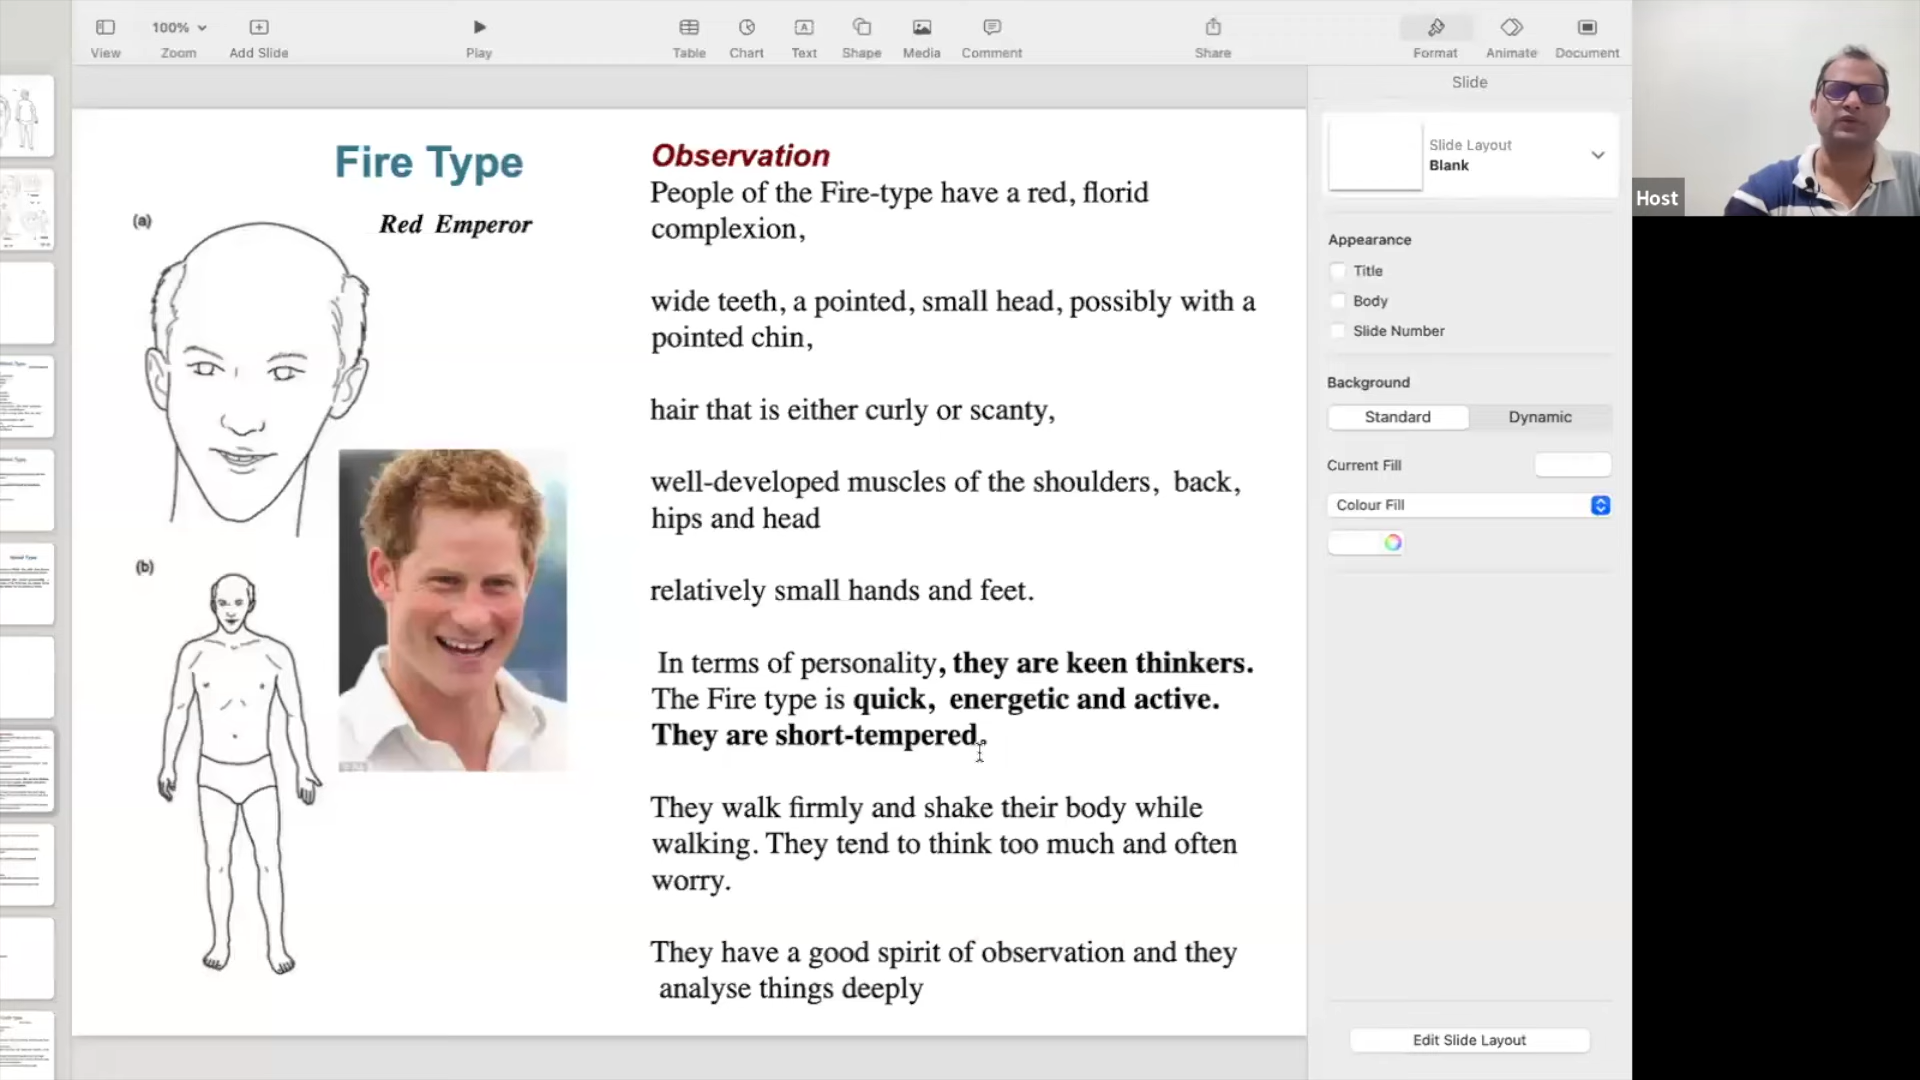 View
100%
Zoom
Add Slide
Play
Table
Chart
Text
Shape
Media
Comment
Share
Format
Animate
Document
Slide
Slide Layout
Blank
Appearance
Title
Body
Slide Number
Background
Standard
Dynamic
Current Fill
Colour Fill
Edit Slide Layout
Host
Fire Type
Red Emperor
(a)
(b)
Observation
People of the Fire-type have a red, florid
complexion,
wide teeth, a pointed, small head, possibly with a
pointed chin,
hair that is either curly or scanty,
well-developed muscles of the shoulders, back,
hips and head
relatively small hands and feet.
In terms of personality, they are keen thinkers.
The Fire type is quick, energetic and active.
They are short-tempered.
They walk firmly and shake their body while
walking. They tend to think too much and often
worry.
They have a good spirit of observation and they
analyse things deeply